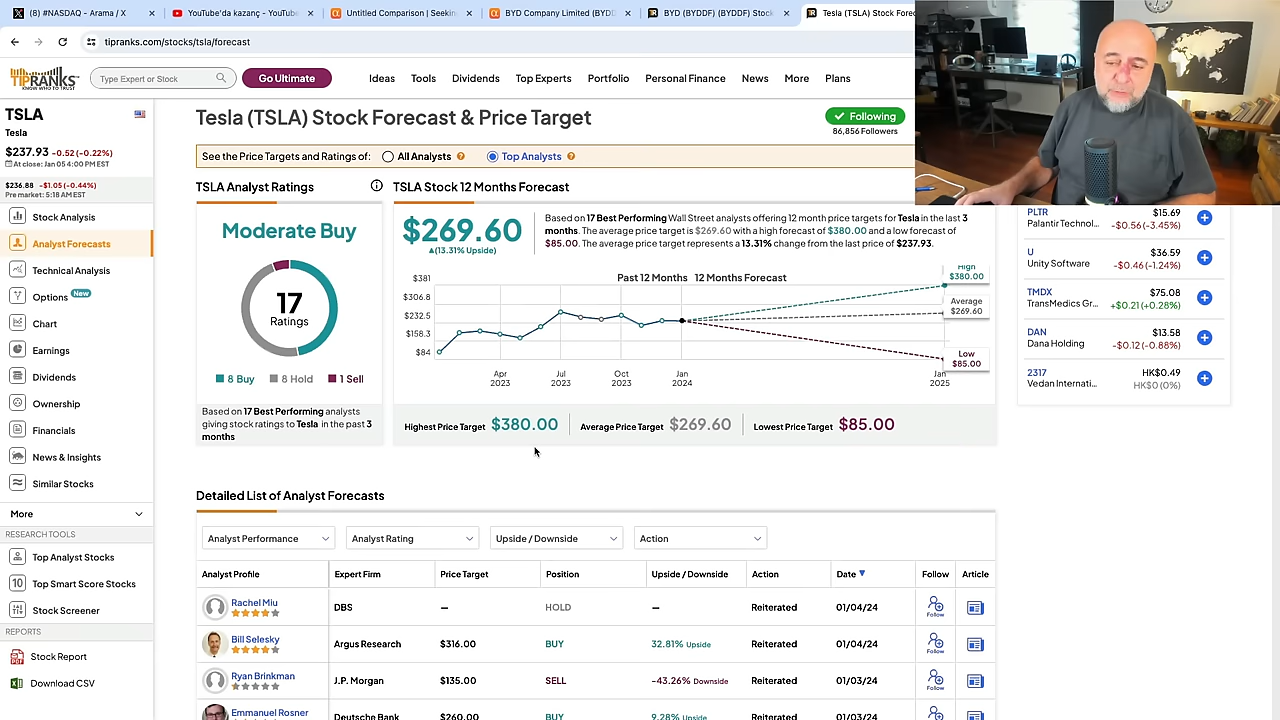 (8) #NASDAQ - Arama / X
YouTube'da kazanç - YouTube
Untitled Comparison | Seeking
BYD Company Limited (BYD
BYD (BYDDF) Stock
Tesla (TSLA) Stock Forec
tipranks.com/stocks/tsla/forecast
TIPRANKS
KNOW WHO TO TRUST
Type Expert or Stock
Go Ultimate
Ideas
Tools
Dividends
Top Experts
Portfolio
Personal Finance
News
More
Plans
TSLA
Tesla
$237.93 -0.52 (-0.22%)
At close: Jan 05 4:00 PM EST
$236.88 -$1.05 (-0.44%)
Pre market: 5:18 AM EST
Stock Analysis
Analyst Forecasts
Technical Analysis
Options New
Chart
Earnings
Dividends
Ownership
Financials
News & Insights
Similar Stocks
More
RESEARCH TOOLS
Top Analyst Stocks
10 Top Smart Score Stocks
Stock Screener
REPORTS
Stock Report
Download CSV
Tesla (TSLA) Stock Forecast & Price Target
Following
86,856 Followers
See the Price Targets and Ratings of: All Analysts ? Top Analysts ?
TSLA Analyst Ratings
Moderate Buy
17
Ratings
8 Buy 8 Hold 1 Sell
Based on 17 Best Performing analysts
giving stock ratings to Tesla in the past 3
months
TSLA Stock 12 Months Forecast
$269.60
▲(13.31% Upside)
Based on 17 Best Performing Wall Street analysts offering 12 month price targets for Tesla in the last 3
months. The average price target is $269.60 with a high forecast of $380.00 and a low forecast of
$85.00. The average price target represents a 13.31% change from the last price of $237.93.
Past 12 Months 12 Months Forecast
$381
$306.8
$232.5
$158.3
$84
High
$380.00
Average
$269.60
Low
$85.00
Apr
2023
Jul
2023
Oct
2023
Jan
2024
Jan
2025
Highest Price Target $380.00
Average Price Target $269.60
Lowest Price Target $85.00
PLTR $15.69
Palantir Technol... -$0.56 (-3.45%)
U $36.59
Unity Software -$0.46 (-1.24%)
TMDX $75.08
TransMedics Gr... +$0.21 (+0.28%)
DAN $13.58
Dana Holding -$0.12 (-0.88%)
2317 HK$0.49
Vedan Internati... HK$0 (0%)
Detailed List of Analyst Forecasts
Analyst Performance
Analyst Rating
Upside / Downside
Action
Analyst Profile Expert Firm Price Target Position Upside / Downside Action Date ▼ Follow Article
Rachel Miu DBS — HOLD — Reiterated 01/04/24 Follow
Bill Selesky Argus Research $316.00 BUY 32.81% Upside Reiterated 01/04/24 Follow
Ryan Brinkman J.P. Morgan $135.00 SELL -43.26% Downside Reiterated 01/03/24 Follow
Emmanuel Rosner Deutsche Bank $260.00 BUY 9.28% Upside Reiterated 01/03/24